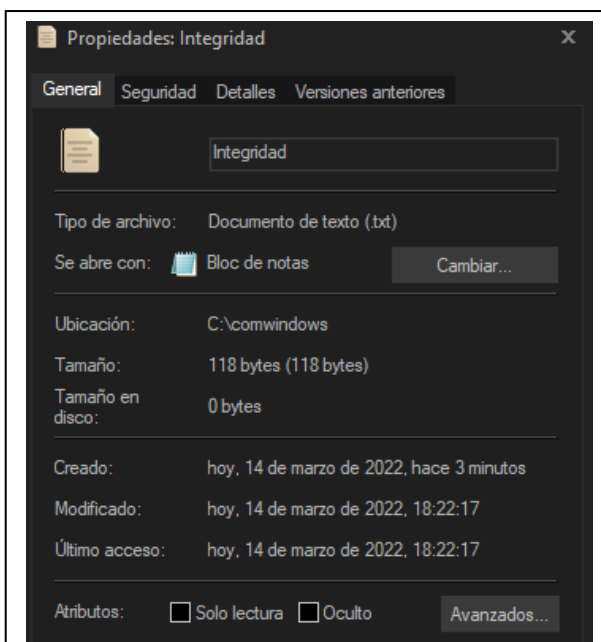 Propiedades: Integridad
x
General Seguridad Detalles Versiones anteriores
Integridad
Tipo de archivo: Documento de texto (.txt)
Se abre con: Bloc de notas Cambiar...
Ubicación: C:\comwindows
Tamaño: 118 bytes (118 bytes)
Tamaño en
disco: 0 bytes
Creado: hoy, 14 de marzo de 2022, hace 3 minutos
Modificado: hoy, 14 de marzo de 2022, 18:22:17
Último acceso: hoy, 14 de marzo de 2022, 18:22:17
Atributos: Solo lectura Oculto Avanzados...